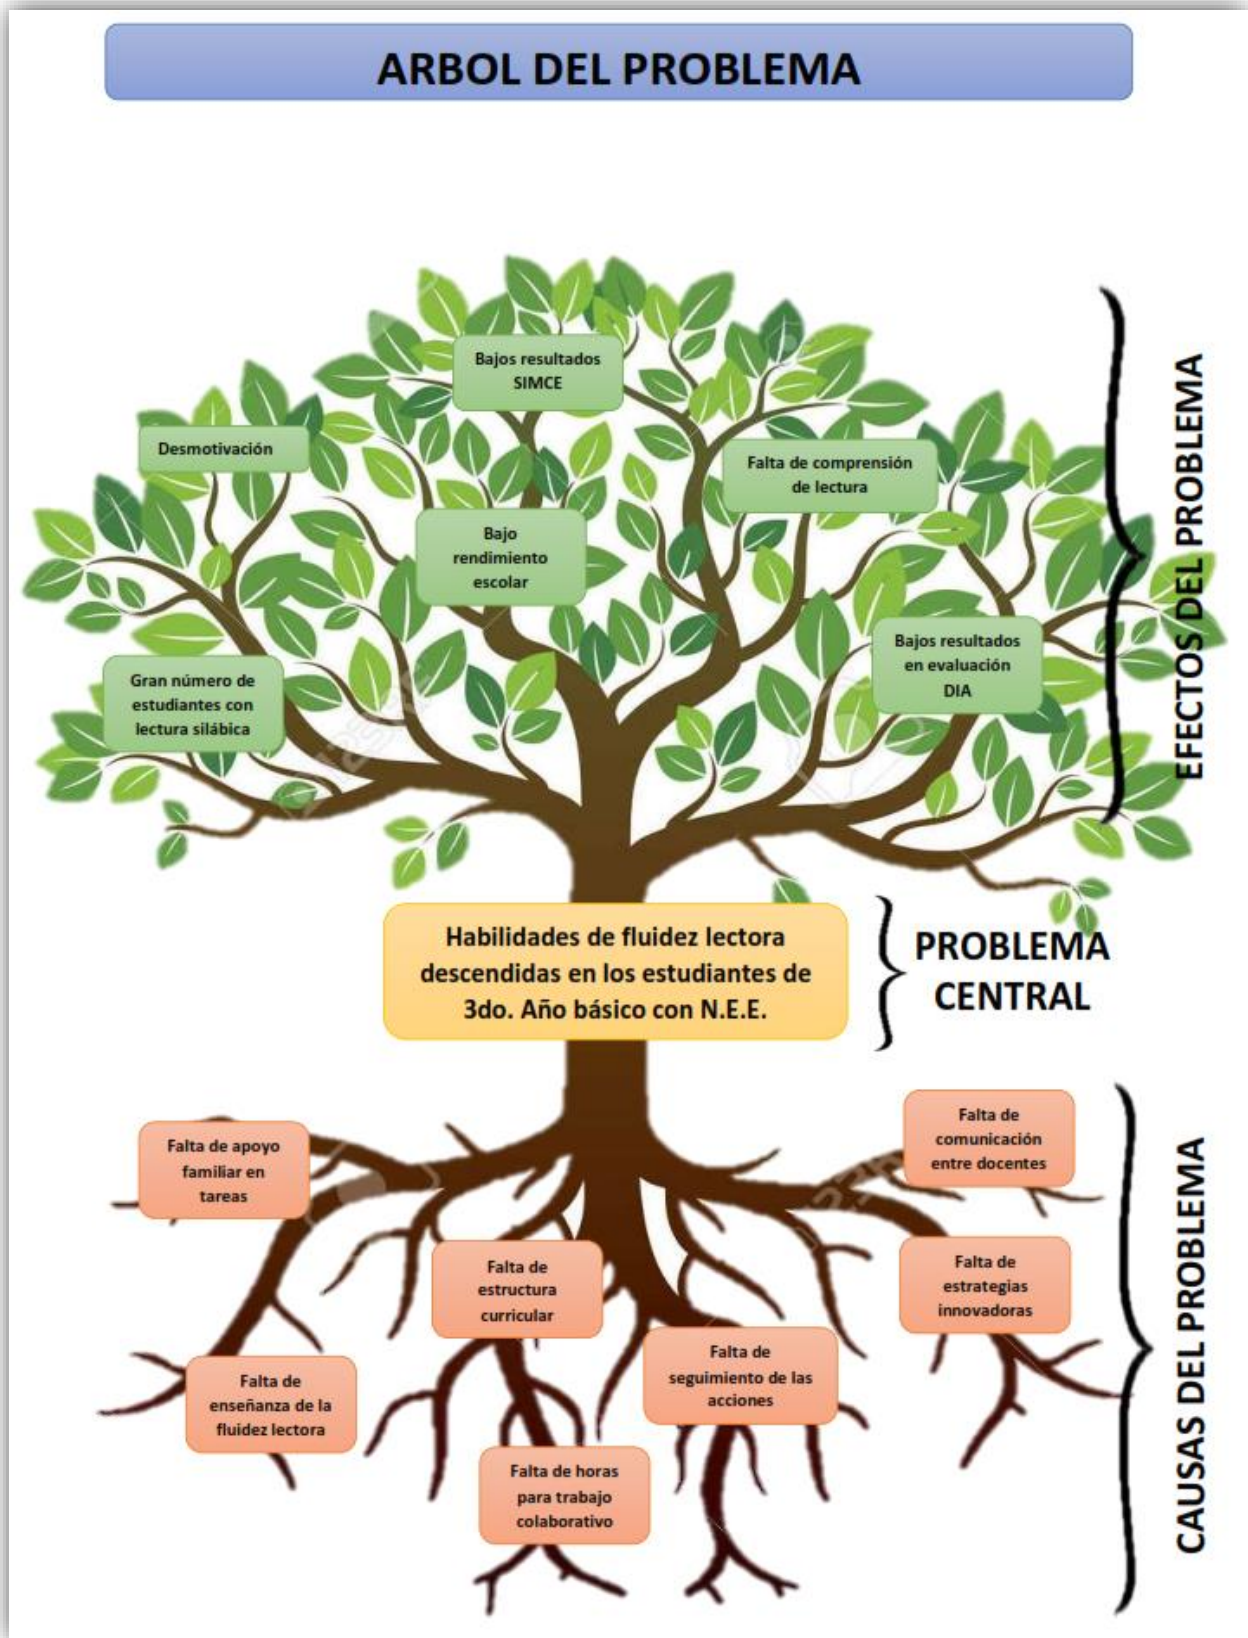 ARBOL DEL PROBLEMA
Bajos resultados
SIMCE
Desmotivación
Falta de comprensión
de lectura
Bajo
rendimiento
escolar
Bajos resultados
en evaluación
DIA
Gran número de
estudiantes con
lectura silábica
EFECTOS DEL PROBLEMA
Habilidades de fluidez lectora
descendidas en los estudiantes de
3do. Año básico con N.E.E.
PROBLEMA
CENTRAL
Falta de apoyo
familiar en
tareas
Falta de
comunicación
entre docentes
Falta de
estructura
curricular
Falta de
estrategias
innovadoras
Falta de
seguimiento de las
acciones
Falta de
enseñanza de la
fluidez lectora
Falta de horas
para trabajo
colaborativo
CAUSAS DEL PROBLEMA